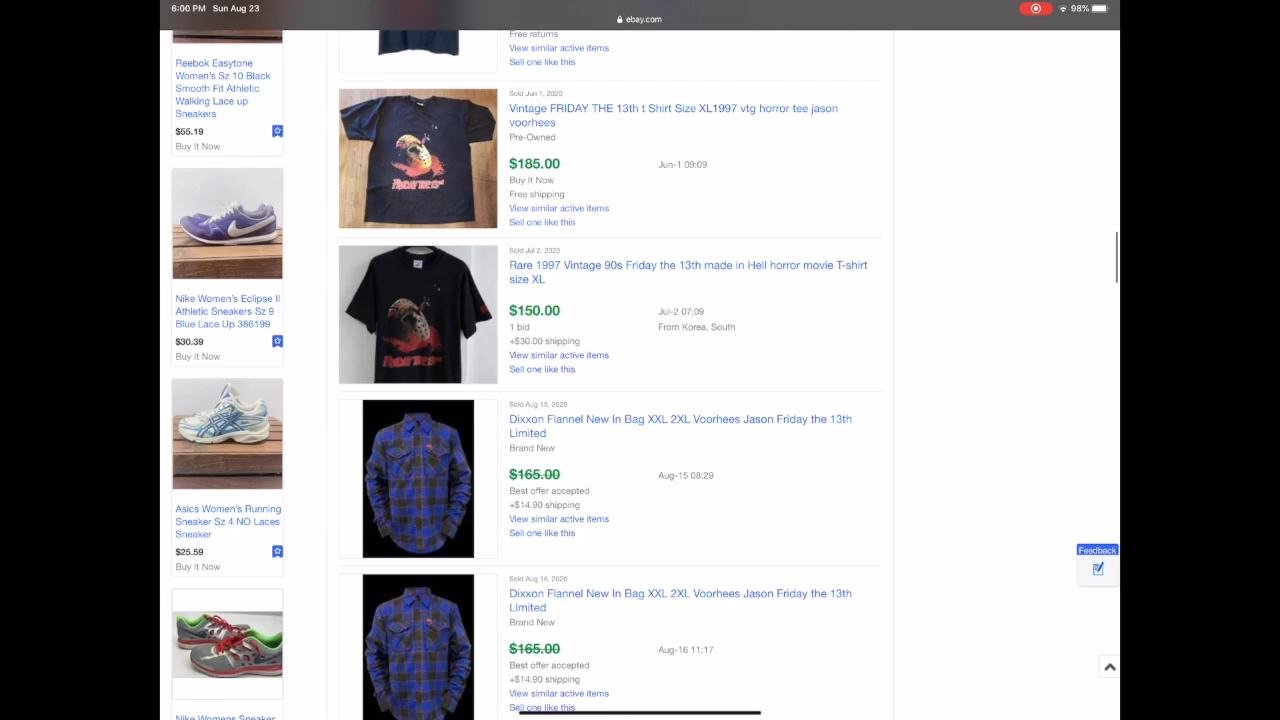 6:00 PM Sun Aug 23
ebay.com
98%
Reebok Easytone
Women's Sz 10 Black
Smooth Fit Athletic
Walking Lace up
Sneakers
$55.19
Buy It Now
Nike Women's Eclipse II
Athletic Sneakers Sz 9
Blue Lace Up 386199
$30.39
Buy It Now
Asics Women's Running
Sneaker Sz 4 NO Laces
Sneaker
$25.59
Buy It Now
Nike Womens Sneaker
Free returns
View similar active items
Sell one like this
Sold Jun 1, 2020
Vintage FRIDAY THE 13th t Shirt Size XL1997 vtg horror tee jason
voorhees
Pre-Owned
$185.00
Jun-1 09:09
Buy It Now
Free shipping
View similar active items
Sell one like this
Sold Jul 2, 2020
Rare 1997 Vintage 90s Friday the 13th made in Hell horror movie T-shirt
size XL
$150.00
Jul-2 07:09
1 bid
From Korea, South
+$30.00 shipping
View similar active items
Sell one like this
Sold Aug 15, 2020
Dixxon Flannel New In Bag XXL 2XL Voorhees Jason Friday the 13th
Limited
Brand New
$165.00
Aug-15 08:29
Best offer accepted
+$14.90 shipping
View similar active items
Sell one like this
Sold Aug 16, 2020
Dixxon Flannel New In Bag XXL 2XL Voorhees Jason Friday the 13th
Limited
Brand New
$165.00
Aug-16 11:17
Best offer accepted
+$14.90 shipping
View similar active items
Sell one like this
Feedback